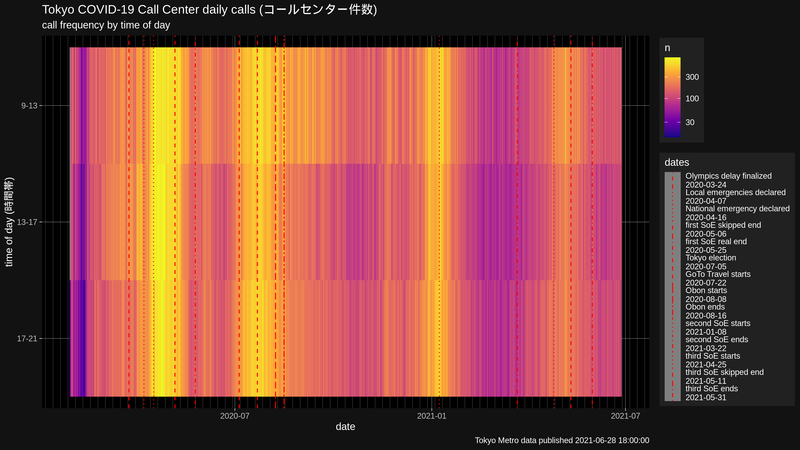 Tokyo COVID-19 Call Center daily calls (コールセンター件数)
call frequency by time of day
time of day (時間帯)
9-13
13-17
17-21
2020-07
2021-01
2021-07
date
Tokyo Metro data published 2021-06-28 18:00:00
n
300
100
30
dates
Olympics delay finalized
2020-03-24
Local emergencies declared
2020-04-07
National emergency declared
2020-04-16
first SoE skipped end
2020-05-06
first SoE real end
2020-05-25
Tokyo election
2020-07-05
GoTo Travel starts
2020-07-22
Obon starts
2020-08-08
Obon ends
2020-08-16
second SoE starts
2021-01-08
second SoE ends
2021-03-22
third SoE starts
2021-04-25
third SoE skipped end
2021-05-11
third SoE ends
2021-05-31